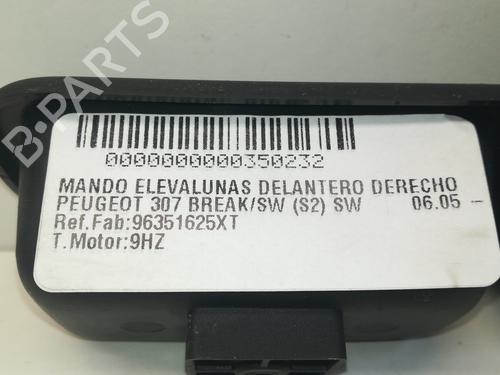 B-PARTS
0000000000350232
MANDO ELEVALUNAS DELANTERO DERECHO
PEUGEOT 307 BREAK/SW (S2) SW 06.05 -
Ref.Fab:96351625XT
T.Motor:9HZ